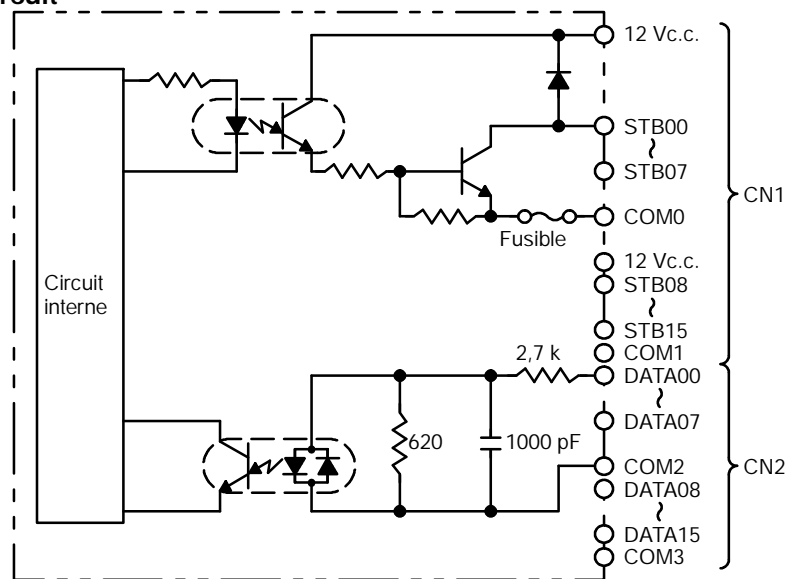 12 Vc.c.
STB00
~
STB07
COM0
Fusible
CN1
12 Vc.c.
STB08
~
STB15
COM1
Circuit
interne
2,7 k
DATA00
~
DATA07
620
1000 pF
COM2
CN2
DATA08
~
DATA15
COM3